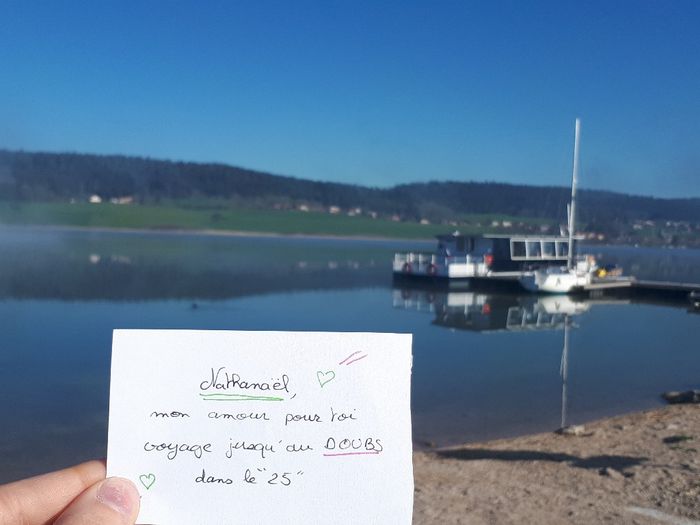 Nathanaël,
mon amour pour toi
voyage jusqu'au DOUBS
dans le "25"